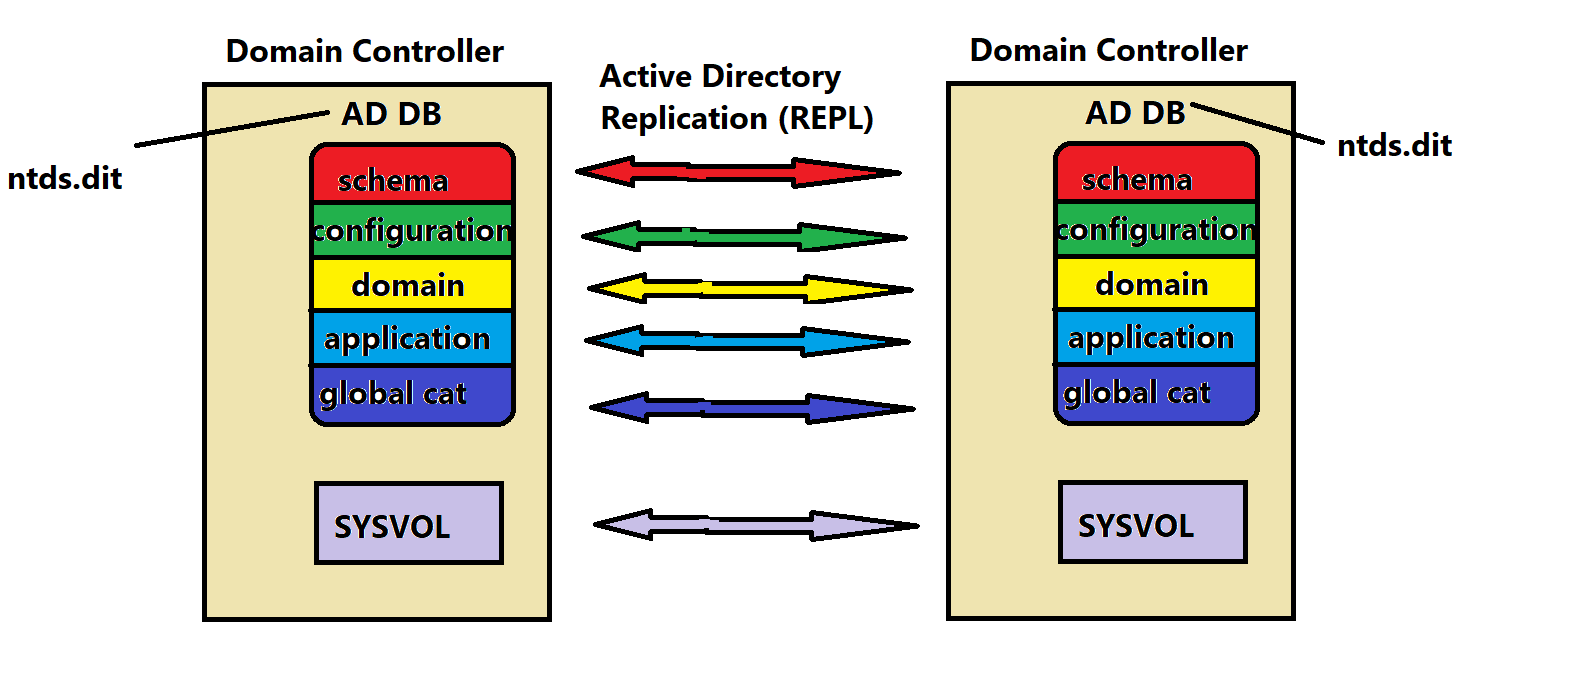 Domain Controller
AD DB
ntds.dit
schema
configuration
domain
application
global cat
SYSVOL
Active Directory
Replication (REPL)
Domain Controller
AD DB
ntds.dit
schema
configuration
domain
application
global cat
SYSVOL